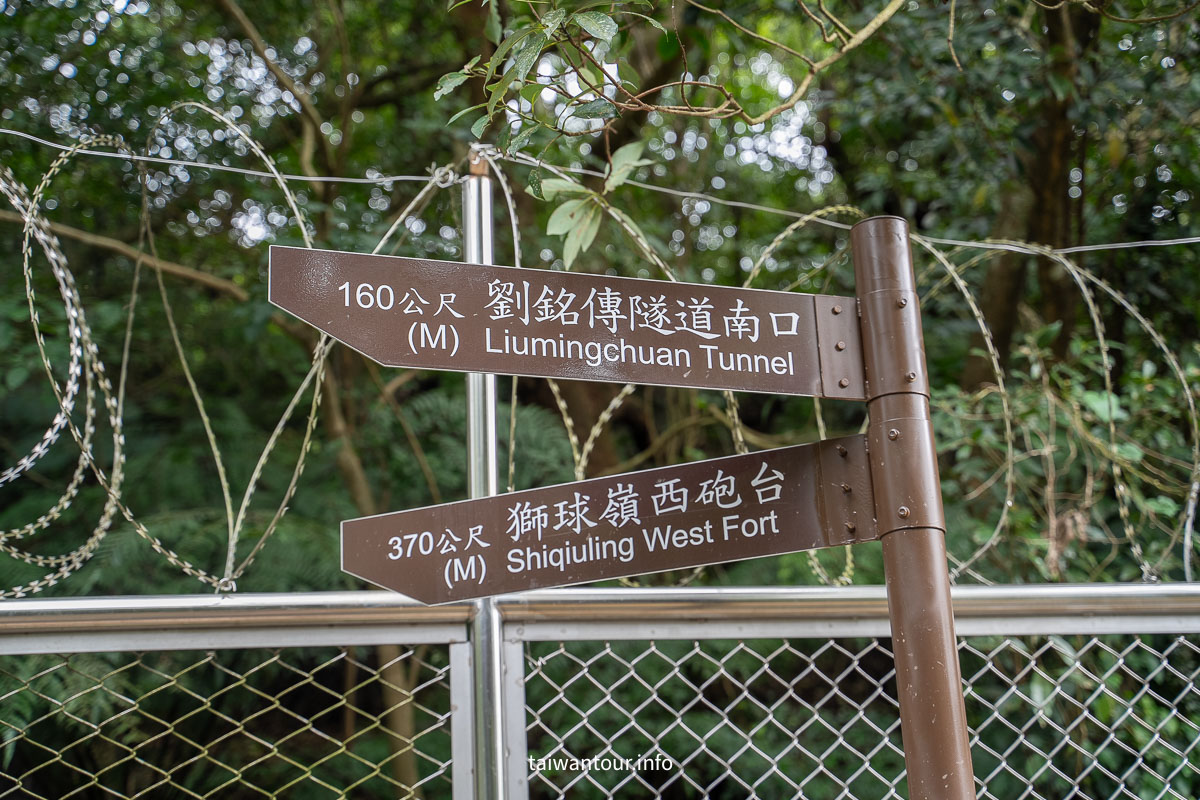 160公尺 劉銘傳隧道南口
(M) Liumingchuan Tunnel
370公尺 獅球嶺西砲台
(M) Shiqiuling West Fort
taiwantour.info